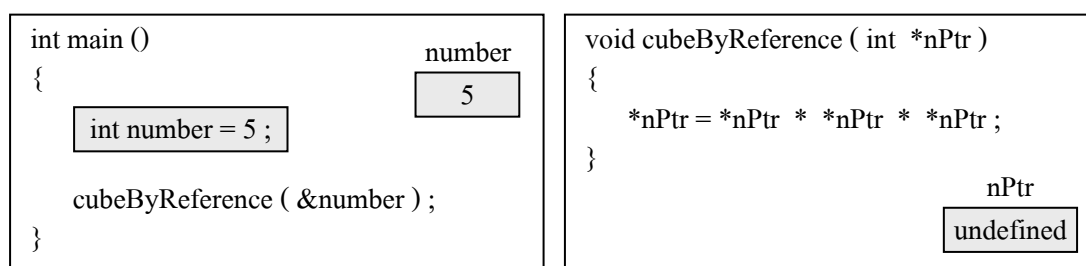 int main ()
{
number
5
int number = 5 ;
cubeByReference ( &number ) ;
}
void cubeByReference ( int *nPtr )
{
*nPtr = *nPtr * *nPtr * *nPtr ;
}
nPtr
undefined